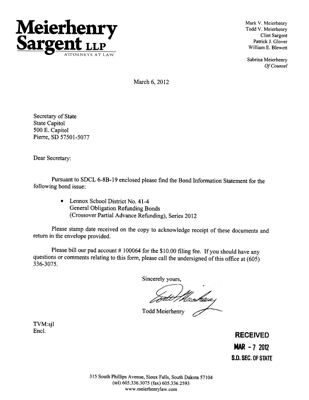 Meierhenry
Sargent LLP
ATTORNEYS AT LAW
Mark V. Meierhenry
Todd V. Meierhenry
Clint Sargent
Patrick J. Glover
William E. Blewett
Sabrina Meierhenry
Of Counsel
March 6, 2012
Secretary of State
State Capitol
500 E. Capitol
Pierre, SD 57501-5077
Dear Secretary:
Pursuant to SDCL 6-8B-19 enclosed please find the Bond Information Statement for the
following bond issue:
• Lennox School District No. 41-4
General Obligation Refunding Bonds
(Crossover Partial Advance Refunding), Series 2012
Please stamp date received on the copy to acknowledge receipt of these documents and
return in the envelope provided.
Please bill our pad account # 100064 for the $10.00 filing fee. If you should have any
questions or comments relating to this form, please call the undersigned of this office at (605)
336-3075.
Sincerely yours,
Todd Meierhenry
Todd Meierhenry
TVM:sjl
Encl.
RECEIVED
MAR - 7 2012
S.D. SEC. OF STATE
315 South Phillips Avenue, Sioux Falls, South Dakota 57104
(tel) 605.336.3075 (fax) 605.336.2593
www.meierhenrylaw.com